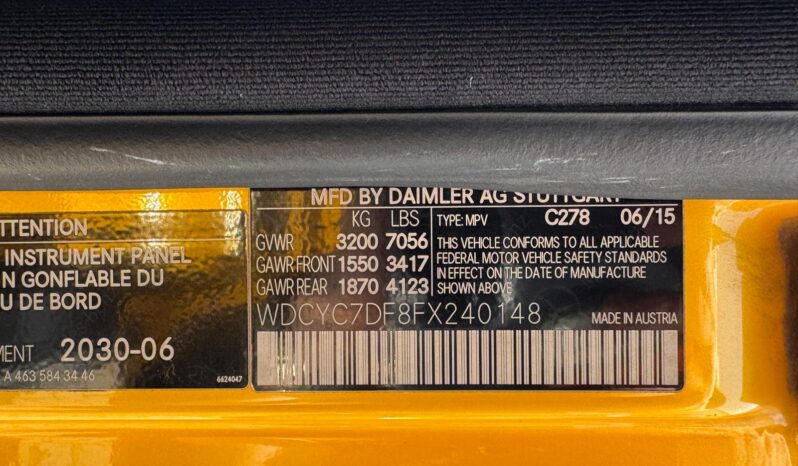 TTENTION
INSTRUMENT PANEL
N GONFLABLE DU
U DE BORD
MENT 2030-06
A 463 584 34 46
6624047
MFD BY DAIMLER AG STUTTGART
KG LBS TYPE: MPV C278 06/15
GVWR 3200 7056
GAWR FRONT 1550 3417
GAWR REAR 1870 4123
THIS VEHICLE CONFORMS TO ALL APPLICABLE
FEDERAL MOTOR VEHICLE SAFETY STANDARDS
IN EFFECT ON THE DATE OF MANUFACTURE
SHOWN ABOVE
WDCYC7DF8FX240148
MADE IN AUSTRIA